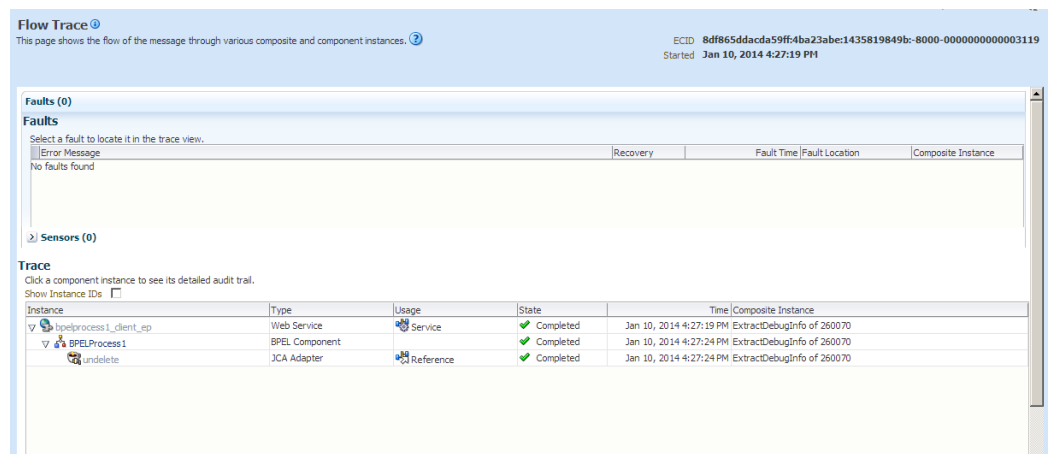 Flow Trace
This page shows the flow of the message through various composite and component instances.
ECID 8df865ddacda59ff:4ba23abe:1435819849b:-8000-0000000000003119
Started Jan 10, 2014 4:27:19 PM
Faults (0)
Faults
Select a fault to locate it in the trace view.
Error Message Recovery Fault Time Fault Location Composite Instance
No faults found
Sensors (0)
Trace
Click a component instance to see its detailed audit trail.
Show Instance IDs
Instance Type Usage State Time Composite Instance
bpelprocess1_client_ep Web Service Service Completed Jan 10, 2014 4:27:19 PM ExtractDebugInfo of 260070
BPELProcess1 BPEL Component Completed Jan 10, 2014 4:27:24 PM ExtractDebugInfo of 260070
undelete JCA Adapter Reference Completed Jan 10, 2014 4:27:24 PM ExtractDebugInfo of 260070